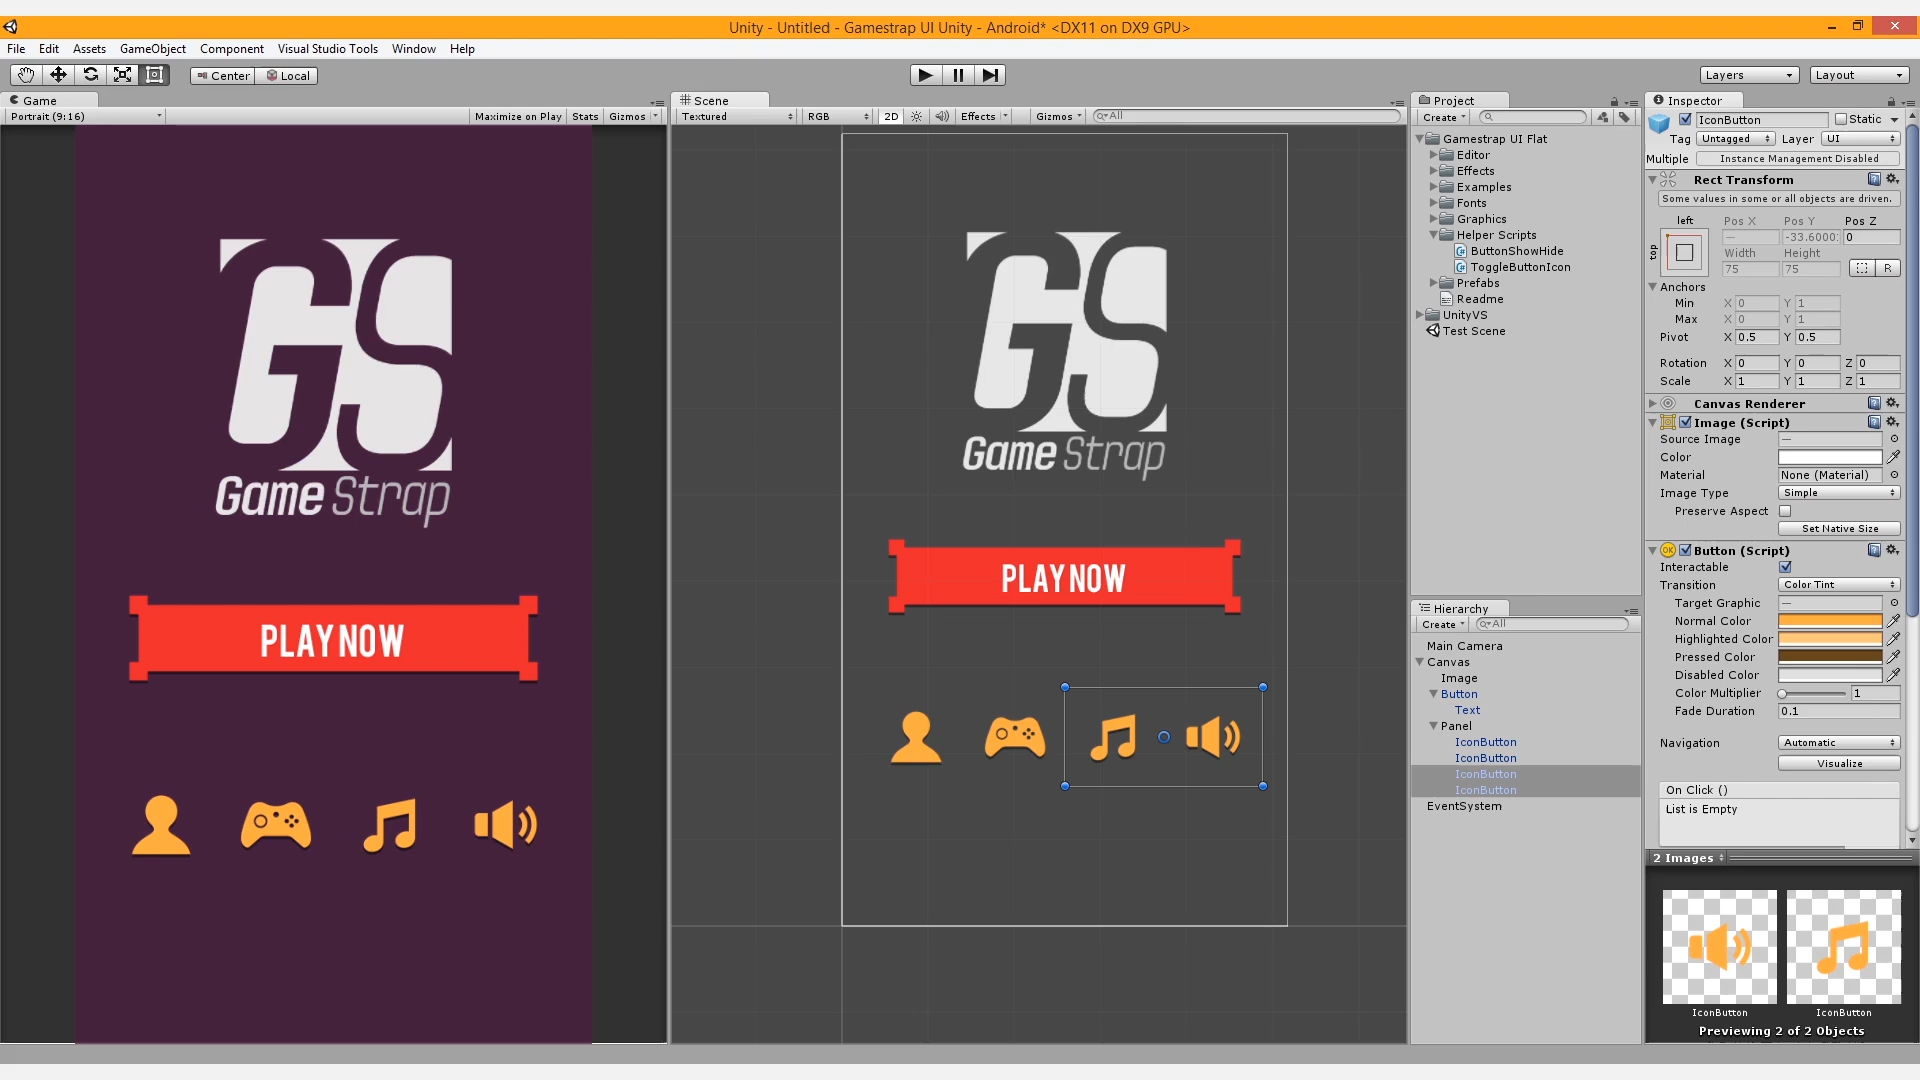 Unity - Untitled - Gamestrap UI Unity - Android* <DX11 on DX9 GPU>
File Edit Assets GameObject Component Visual Studio Tools Window Help
Center Local Layers Layout
Game
Portrait (9:16) Maximize on Play Stats Gizmos
GS
Game Strap
PLAY NOW
Scene
Textured RGB 2D Effects Gizmos All
GS
Game Strap
PLAY NOW
Project
Create
Gamestrap UI Flat
Editor
Effects
Examples
Fonts
Graphics
Helper Scripts
ButtonShowHide
ToggleButtonIcon
Prefabs
Readme
UnityVS
Test Scene
Hierarchy
Create All
Main Camera
Canvas
Image
Button
Text
Panel
IconButton
IconButton
IconButton
IconButton
EventSystem
Inspector
IconButton Static
Tag Untagged Layer UI
Multiple Instance Management Disabled
Rect Transform
Some values in some or all objects are driven.
left Pos X Pos Y Pos Z
top — -33.6000 0
Width Height
75 75 R
Anchors
Min X 0 Y 1
Max X 0 Y 1
Pivot X 0.5 Y 0.5
Rotation X 0 Y 0 Z 0
Scale X 1 Y 1 Z 1
Canvas Renderer
Image (Script)
Source Image —
Color
Material None (Material)
Image Type Simple
Preserve Aspect
Set Native Size
OK Button (Script)
Interactable
Transition Color Tint
Target Graphic —
Normal Color
Highlighted Color
Pressed Color
Disabled Color
Color Multiplier 1
Fade Duration 0.1
Navigation Automatic
Visualize
On Click ()
List is Empty
2 Images
IconButton IconButton
Previewing 2 of 2 Objects